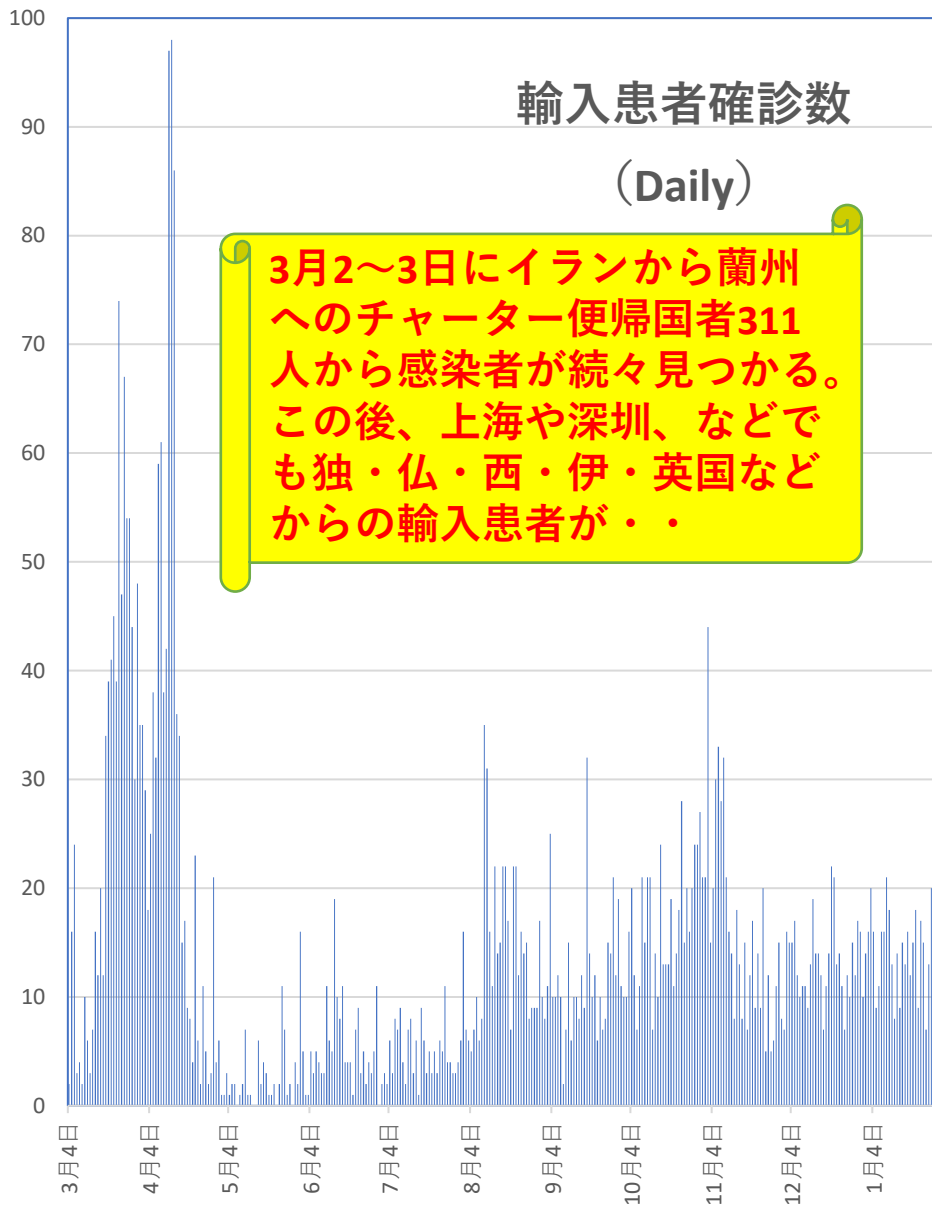 輸入患者確診数
（Daily）
3月2～3日にイランから蘭州
へのチャーター便帰国者311
人から感染者が続々見つかる。
この後、上海や深圳、などで
も独・仏・西・伊・英国など
からの輸入患者が・・
100
90
80
70
60
50
40
30
20
10
0
3月4日
4月4日
5月4日
6月4日
7月4日
8月4日
9月4日
10月4日
11月4日
12月4日
1月4日